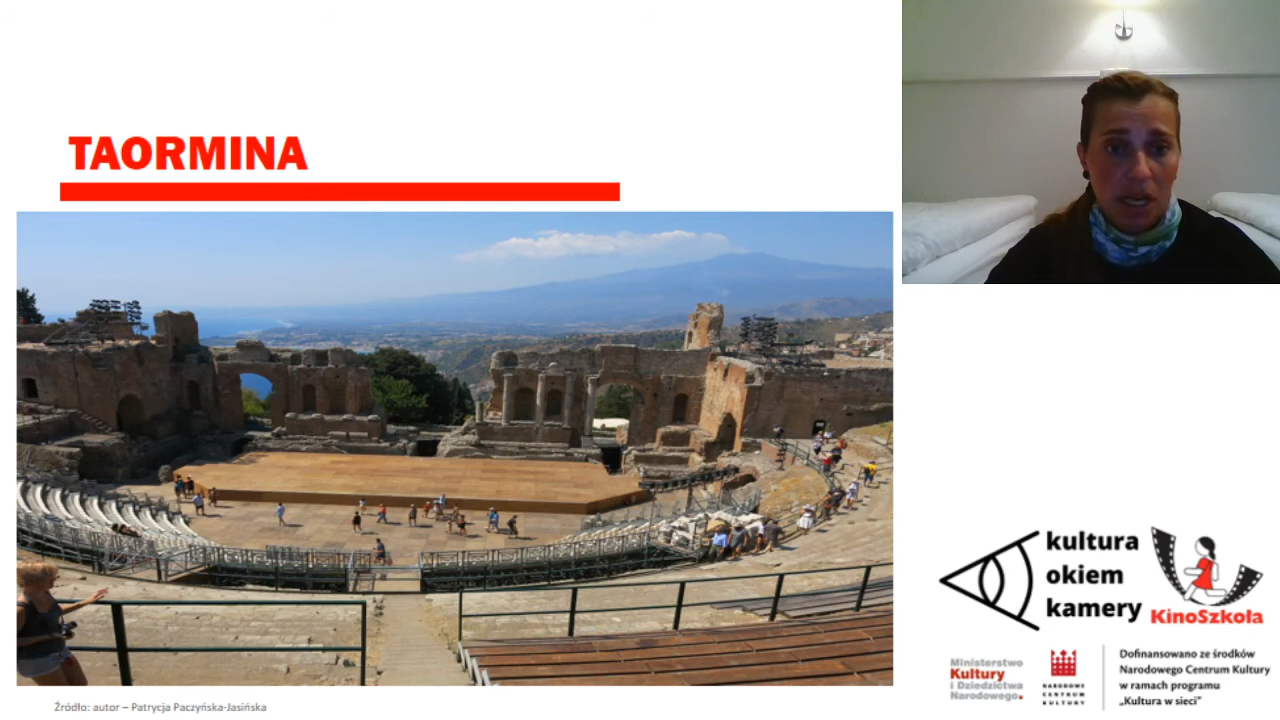 TAORMINA
kultura
okiem
kamery
KinoSzkoła
Ministerstwo
Kultury
i Dziedzictwa
Narodowego.
NARODOWE
CENTRUM
KULTURY
Dofinansowano ze środków
Narodowego Centrum Kultury
w ramach programu
„Kultura w sieci”
Źródło: autor – Patrycja Paczyńska-Jasińska